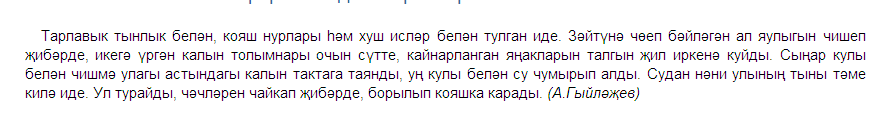 Тарлавык тынлык белән, кояш нурлары һәм хуш исләр белән тулган иде. Зәйтүнә чөеп бәйләгән ал яулыгын чишеп
җибәрде, икегә үргән калын толымнары очын сүтте, кайнарланган яңакларын талгын җил иркенә куйды. Сыңар кулы
белән чишмә улагы астындагы калын тактага таянды, уң кулы белән су чумырып алды. Судан нәни улының тыны тәме
килә иде. Ул турайды, чәчләрен чайкап җибәрде, борылып кояшка карады. (А.Гыйләҗев)